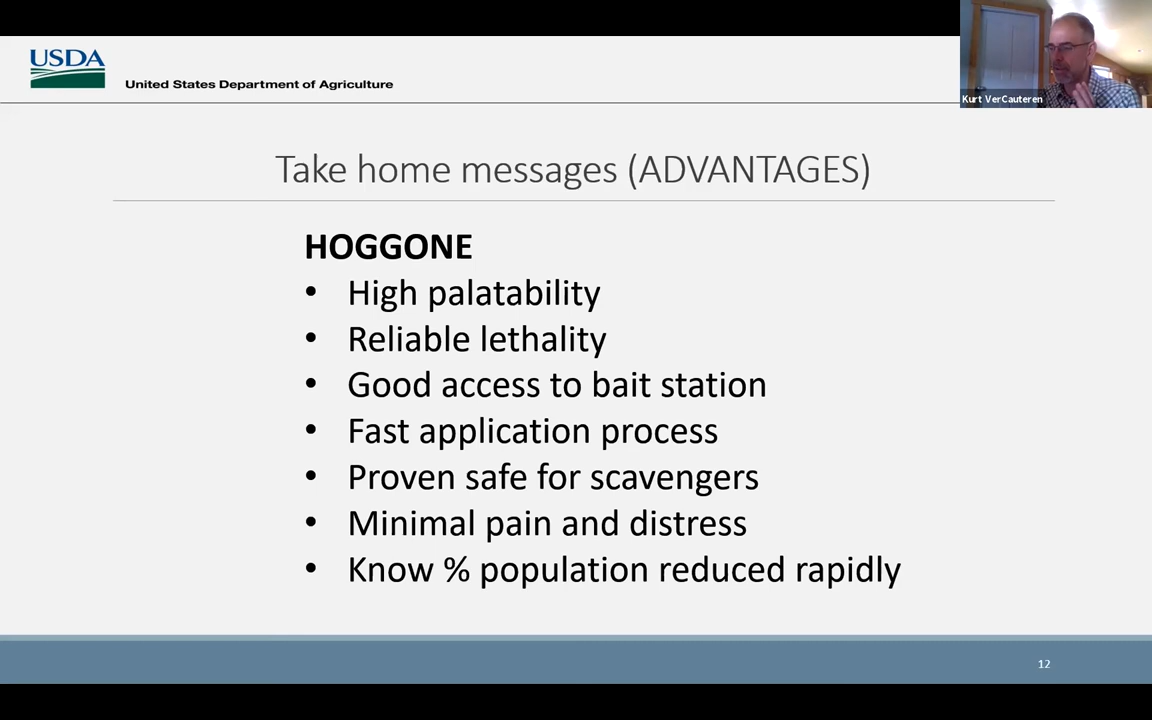 USDA
United States Department of Agriculture
Kurt VerCauteren
Take home messages (ADVANTAGES)
HOGGONE
• High palatability
• Reliable lethality
• Good access to bait station
• Fast application process
• Proven safe for scavengers
• Minimal pain and distress
• Know % population reduced rapidly
12